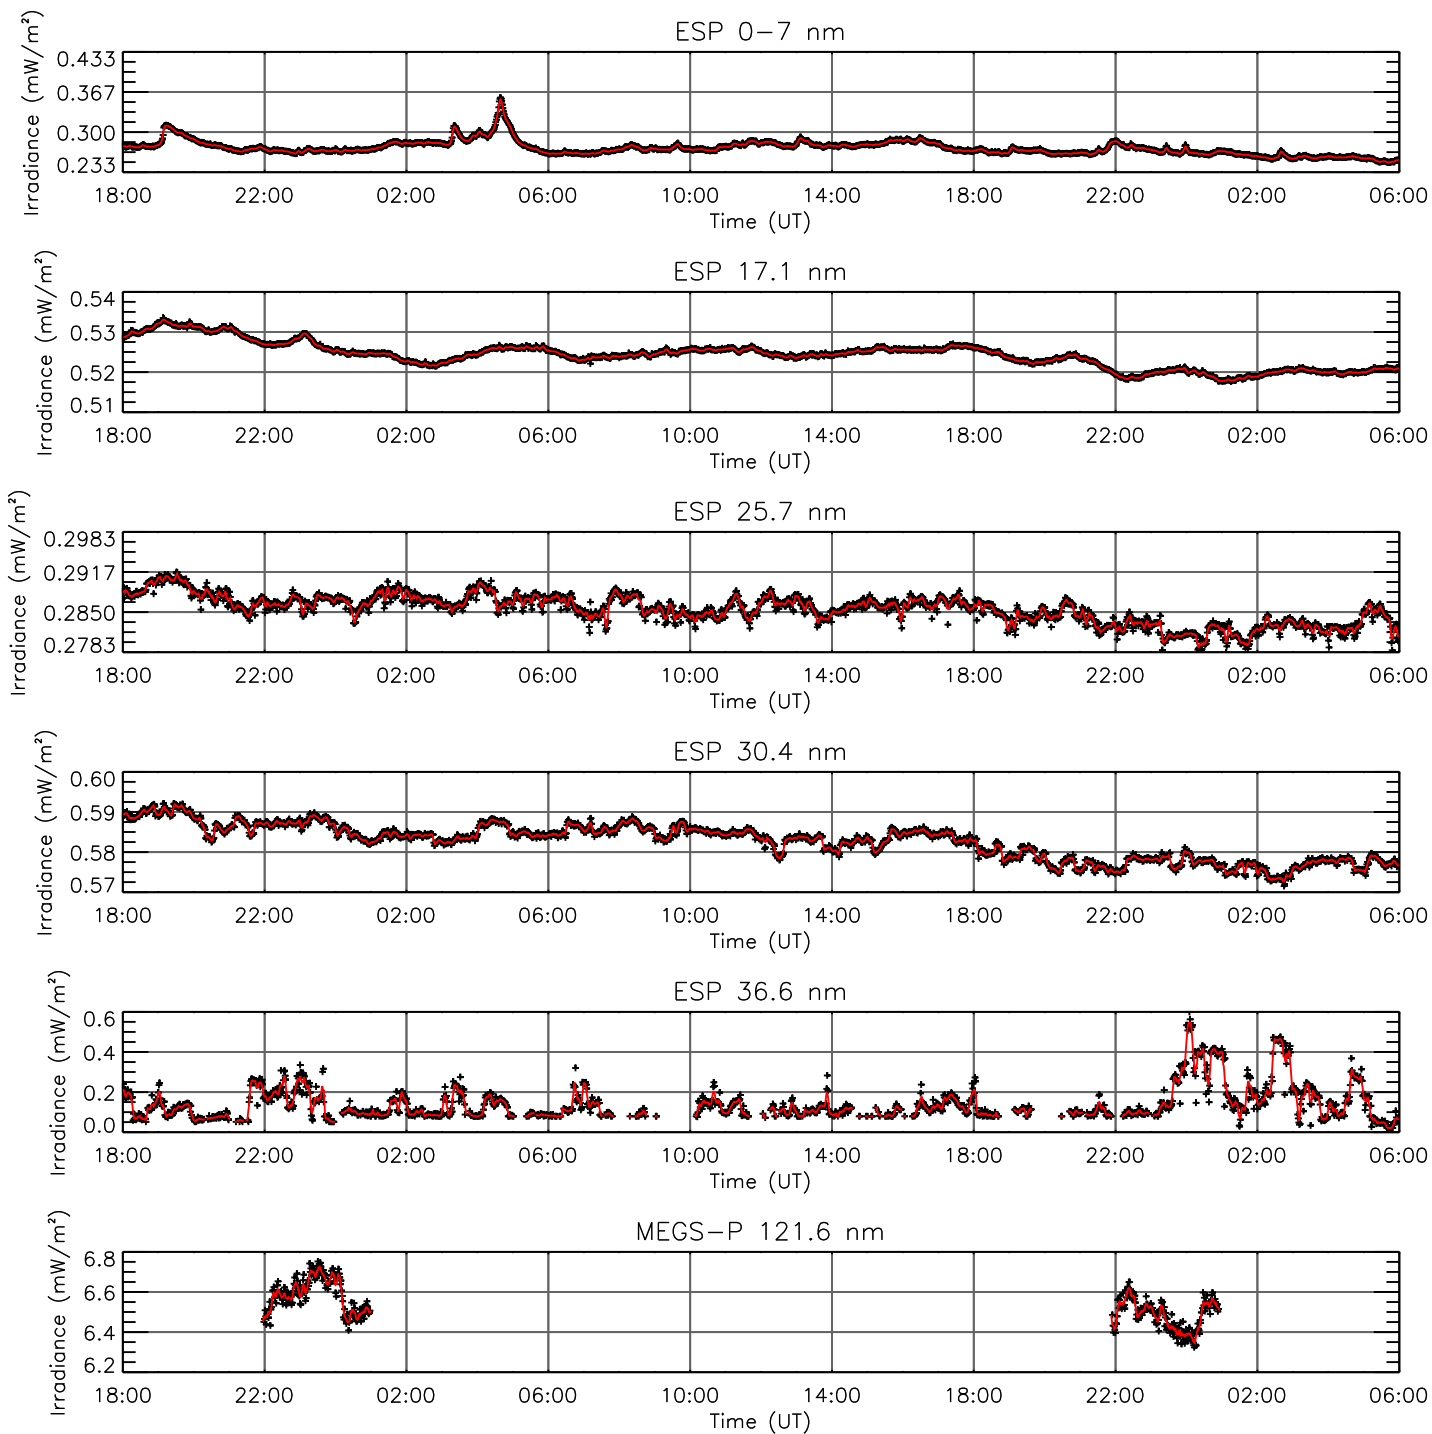 ESP 0-7 nm
Irradiance (mW/m²)
0.433
0.367
0.300
0.233
18:00 22:00 02:00 06:00 10:00 14:00 18:00 22:00 02:00 06:00
Time (UT)
ESP 17.1 nm
Irradiance (mW/m²)
0.54
0.53
0.52
0.51
18:00 22:00 02:00 06:00 10:00 14:00 18:00 22:00 02:00 06:00
Time (UT)
ESP 25.7 nm
Irradiance (mW/m²)
0.2983
0.2917
0.2850
0.2783
18:00 22:00 02:00 06:00 10:00 14:00 18:00 22:00 02:00 06:00
Time (UT)
ESP 30.4 nm
Irradiance (mW/m²)
0.60
0.59
0.58
0.57
18:00 22:00 02:00 06:00 10:00 14:00 18:00 22:00 02:00 06:00
Time (UT)
ESP 36.6 nm
Irradiance (mW/m²)
0.6
0.4
0.2
0.0
18:00 22:00 02:00 06:00 10:00 14:00 18:00 22:00 02:00 06:00
Time (UT)
MEGS-P 121.6 nm
Irradiance (mW/m²)
6.8
6.6
6.4
6.2
18:00 22:00 02:00 06:00 10:00 14:00 18:00 22:00 02:00 06:00
Time (UT)